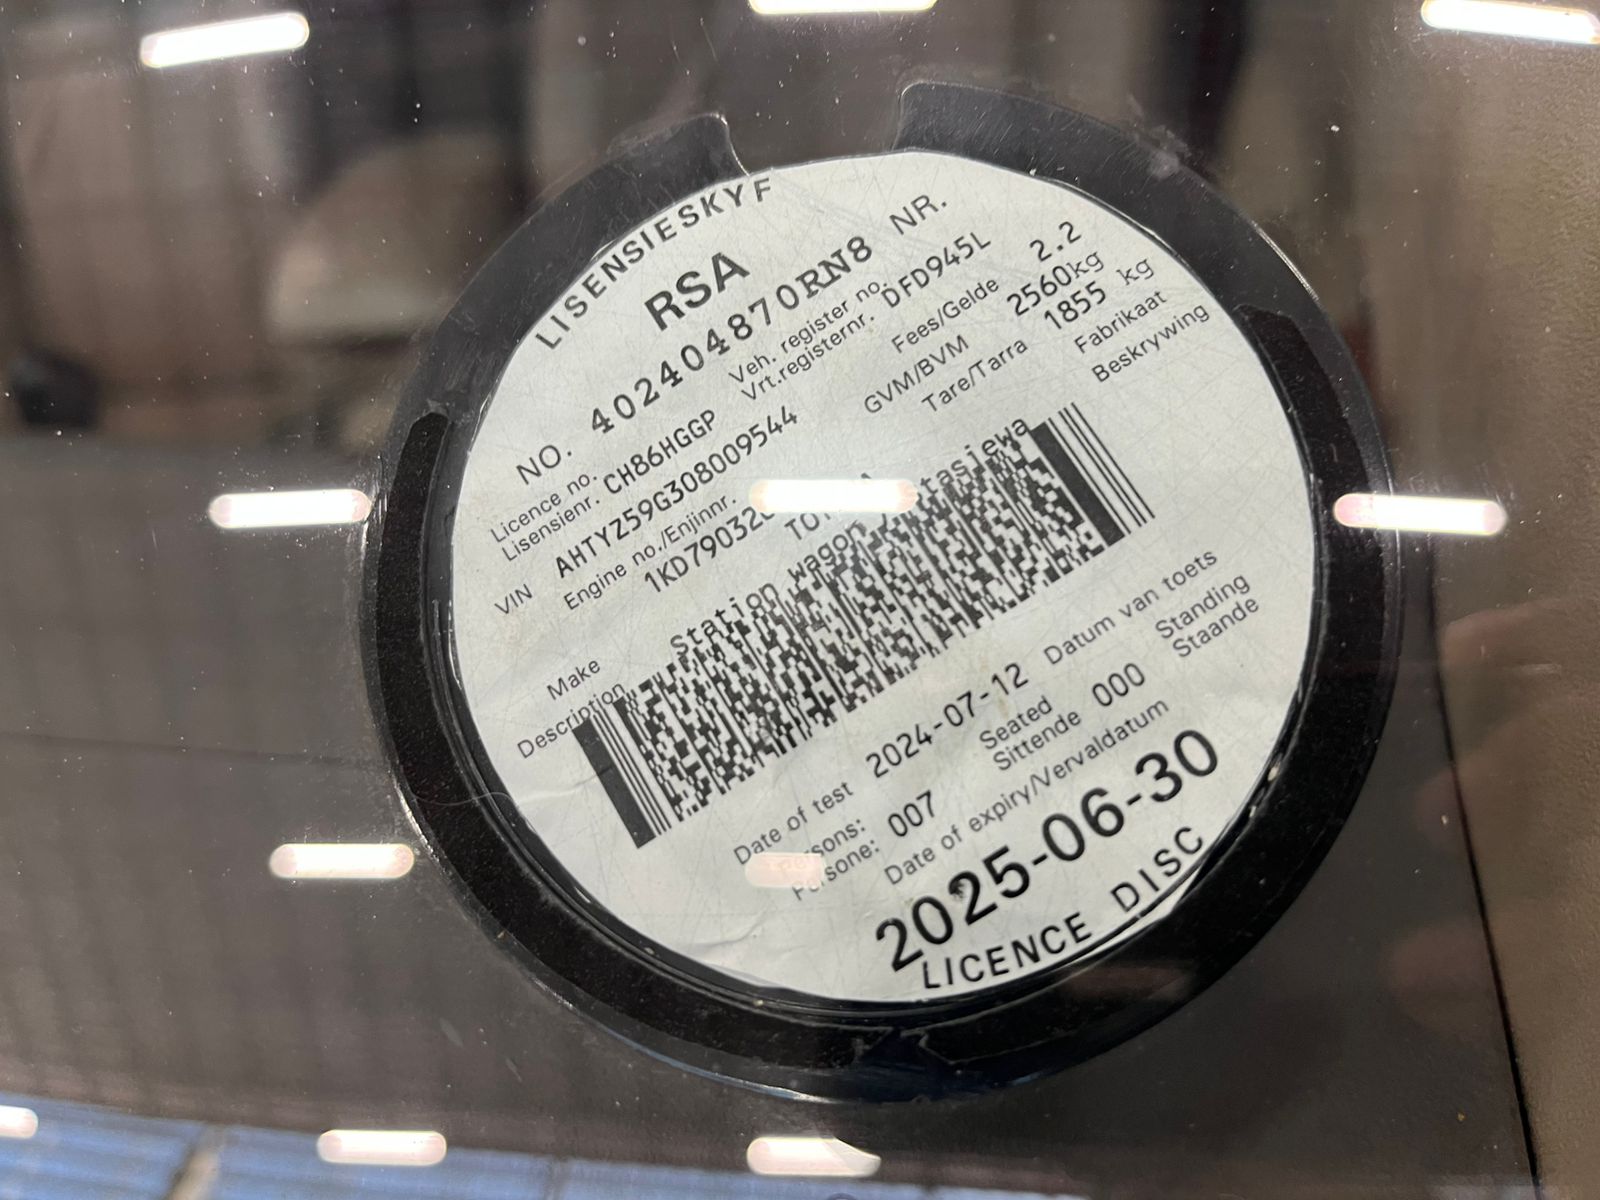 LISENSIESKYF
RSA
NO. 402404870RN8 NR.
Licence no. CH86HGGP Veh. register no. DFD945L
Lisensienr. Vrt.registernr.
VIN AHTYZ59G308009544 Fees/Gelde 2.2
Engine no./Enjinnr. GVM/BVM 2560kg
Tare/Tarra 1855 kg
Make Fabrikaat
Description Station wagon Beskrywing
Date of test 2024-07-12 Datum van toets
Persons: 007 Seated 000 Standing
Persone: Sittende Staande
Date of expiry/Vervaldatum
2025-06-30
LICENCE DISC